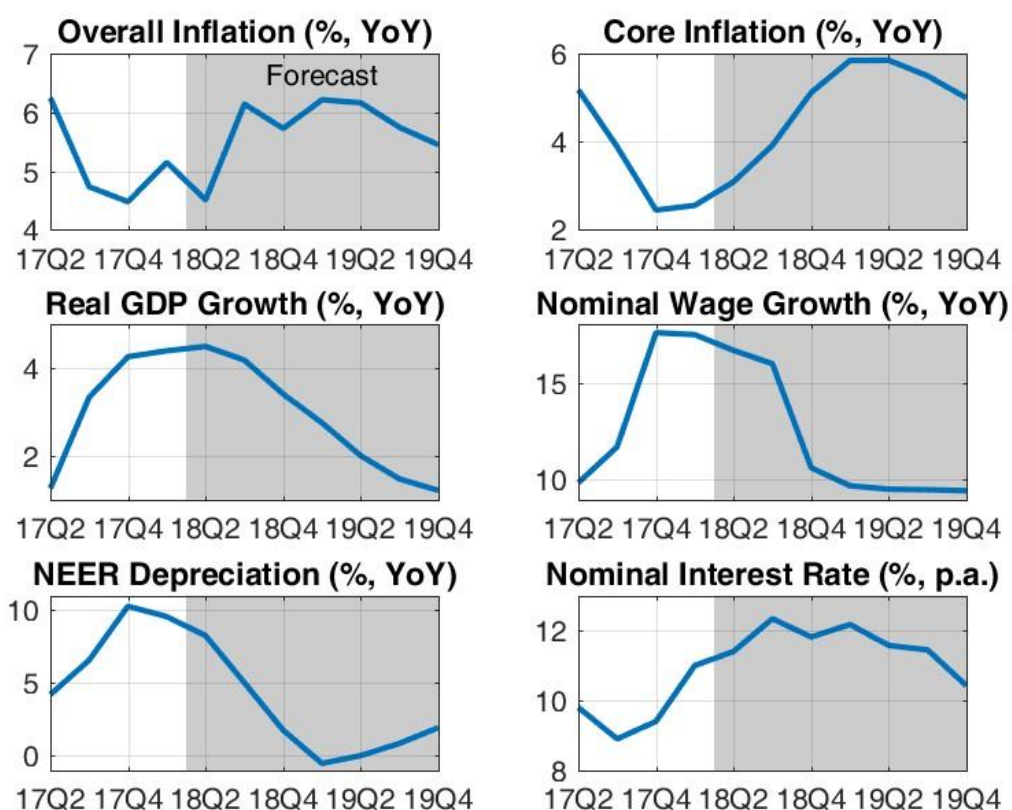 Overall Inflation (%, YoY)
7
6
5
4
Forecast
17Q2 17Q4 18Q2 18Q4 19Q2 19Q4
Core Inflation (%, YoY)
6
4
2
17Q2 17Q4 18Q2 18Q4 19Q2 19Q4
Real GDP Growth (%, YoY)
4
2
17Q2 17Q4 18Q2 18Q4 19Q2 19Q4
Nominal Wage Growth (%, YoY)
15
10
17Q2 17Q4 18Q2 18Q4 19Q2 19Q4
NEER Depreciation (%, YoY)
10
5
0
17Q2 17Q4 18Q2 18Q4 19Q2 19Q4
Nominal Interest Rate (%, p.a.)
12
10
8
17Q2 17Q4 18Q2 18Q4 19Q2 19Q4